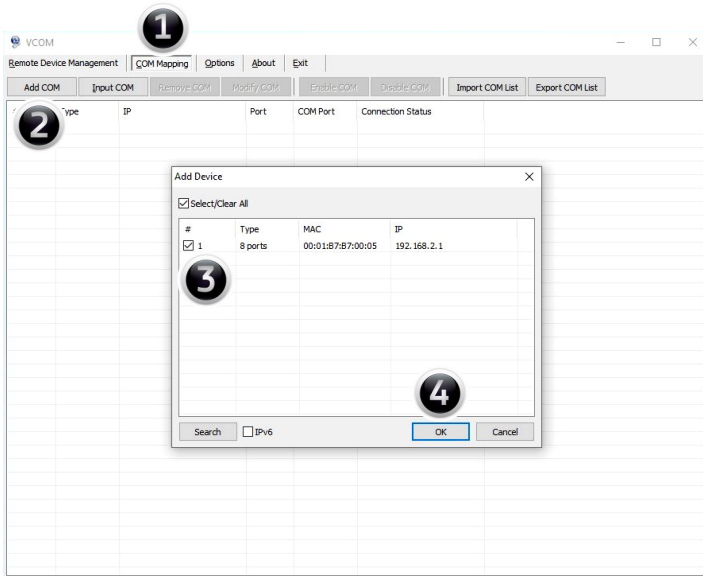 1
VCOM
Remote Device Management COM Mapping Options About Exit
Add COM Input COM Remove COM Modify COM Enable COM Disable COM Import COM List Export COM List
2
Type IP Port COM Port Connection Status
Add Device
Select/Clear All
# Type MAC IP
1 8 ports 00:01:B7:B7:00:05 192.168.2.1
3
4
Search IPv6 OK Cancel